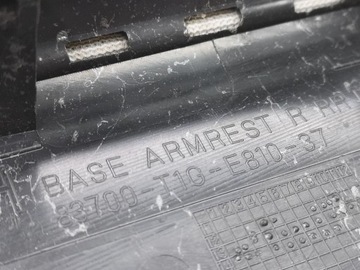 BASE ARMREST R RR
83700-T1G-E810-37